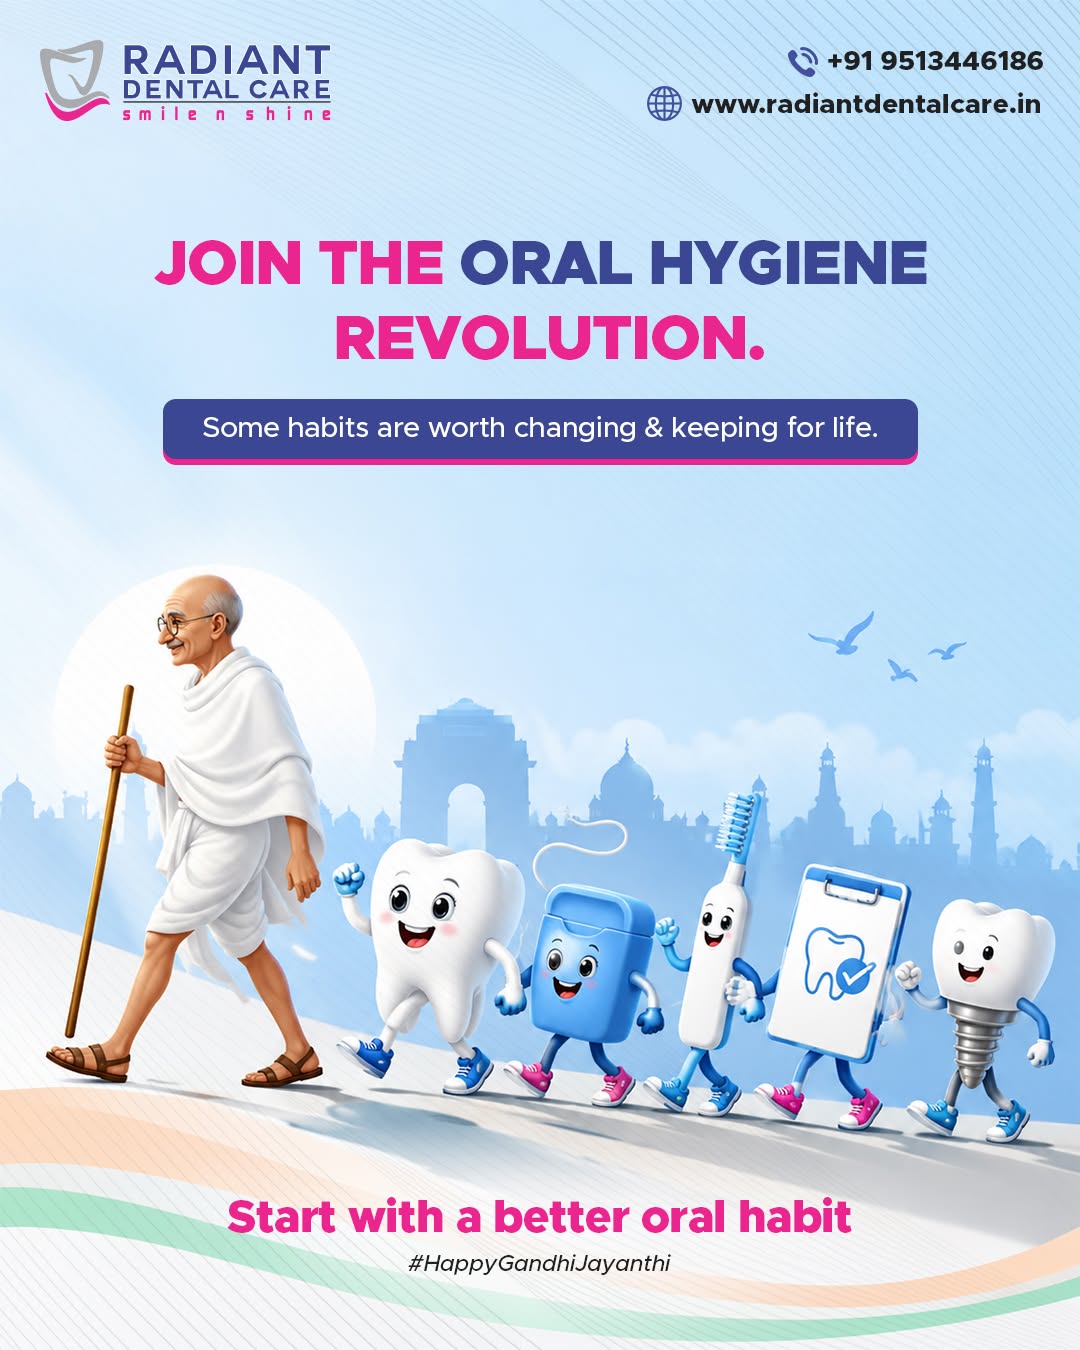 RADIANT
DENTAL CARE
smile n shine
+91 9513446186
www.radiantdentalcare.in
JOIN THE ORAL HYGIENE
REVOLUTION.
Some habits are worth changing & keeping for life.
Start with a better oral habit
#HappyGandhiJayanthi